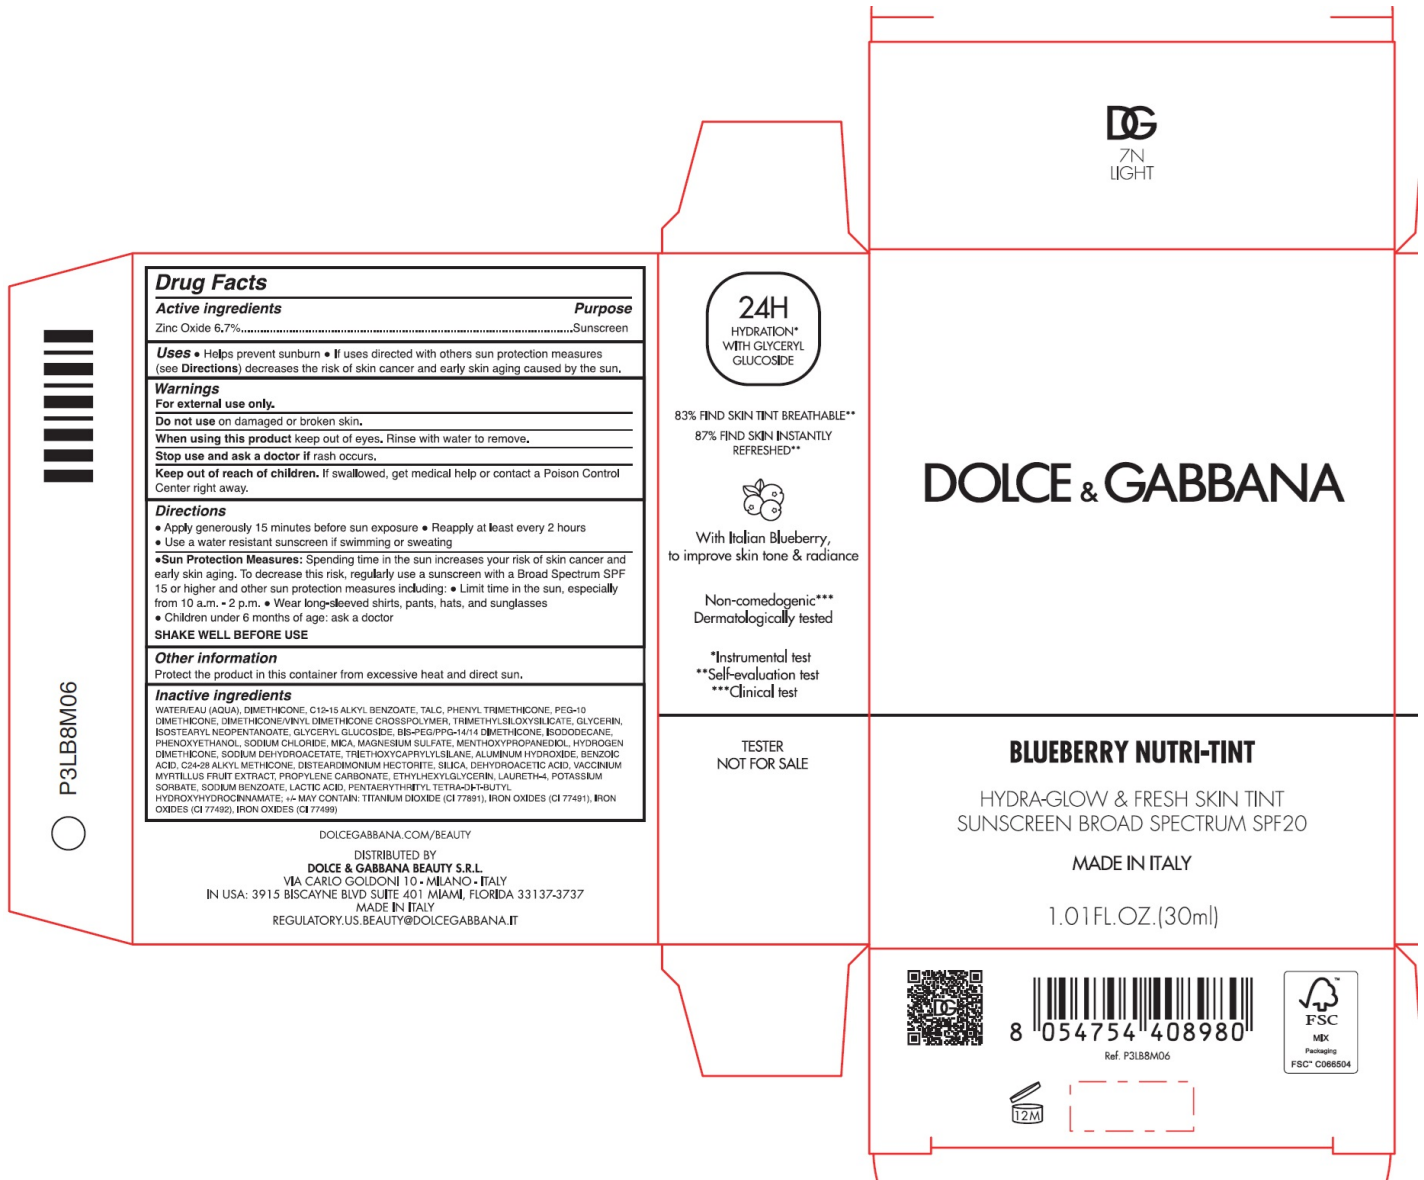 P3LB8M06
Drug Facts
Active ingredients Purpose
Zinc Oxide 6.7%..........................................................................................Sunscreen
Uses ● Helps prevent sunburn ● If uses directed with others sun protection measures
(see Directions) decreases the risk of skin cancer and early skin aging caused by the sun.
Warnings
For external use only.
Do not use on damaged or broken skin.
When using this product keep out of eyes. Rinse with water to remove.
Stop use and ask a doctor if rash occurs.
Keep out of reach of children. If swallowed, get medical help or contact a Poison Control
Center right away.
Directions
● Apply generously 15 minutes before sun exposure ● Reapply at least every 2 hours
● Use a water resistant sunscreen if swimming or sweating
●Sun Protection Measures: Spending time in the sun increases your risk of skin cancer and
early skin aging. To decrease this risk, regularly use a sunscreen with a Broad Spectrum SPF
15 or higher and other sun protection measures including: ● Limit time in the sun, especially
from 10 a.m. - 2 p.m. ● Wear long-sleeved shirts, pants, hats, and sunglasses
● Children under 6 months of age: ask a doctor
SHAKE WELL BEFORE USE
Other information
Protect the product in this container from excessive heat and direct sun.
Inactive ingredients
WATER/EAU (AQUA), DIMETHICONE, C12-15 ALKYL BENZOATE, TALC, PHENYL TRIMETHICONE, PEG-10
DIMETHICONE, DIMETHICONE/VINYL DIMETHICONE CROSSPOLYMER, TRIMETHYLSILOXYSILICATE, GLYCERIN,
ISOSTEARYL NEOPENTANOATE, GLYCERYL GLUCOSIDE, BIS-PEG/PPG-14/14 DIMETHICONE, ISODODECANE,
PHENOXYETHANOL, SODIUM CHLORIDE, MICA, MAGNESIUM SULFATE, MENTHOXYPROPANEDIOL, HYDROGEN
DIMETHICONE, SODIUM DEHYDROACETATE, TRIETHOXYCAPRYLYLSILANE, ALUMINUM HYDROXIDE, BENZOIC
ACID, C24-28 ALKYL METHICONE, DISTEARDIMONIUM HECTORITE, SILICA, DEHYDROACETIC ACID, VACCINIUM
MYRTILLUS FRUIT EXTRACT, PROPYLENE CARBONATE, ETHYLHEXYLGLYCERIN, LAURETH-4, POTASSIUM
SORBATE, SODIUM BENZOATE, LACTIC ACID, PENTAERYTHRITYL TETRA-DI-T-BUTYL
HYDROXYHYDROCINNAMATE; +/- MAY CONTAIN: TITANIUM DIOXIDE (CI 77891), IRON OXIDES (CI 77491), IRON
OXIDES (CI 77492), IRON OXIDES (CI 77499)
DOLCEGABBANA.COM/BEAUTY
DISTRIBUTED BY
DOLCE & GABBANA BEAUTY S.R.L.
VIA CARLO GOLDONI 10 - MILANO - ITALY
IN USA: 3915 BISCAYNE BLVD SUITE 401 MIAMI, FLORIDA 33137-3737
MADE IN ITALY
REGULATORY.US.BEAUTY@DOLCEGABBANA.IT
24H
HYDRATION*
WITH GLYCERYL
GLUCOSIDE
83% FIND SKIN TINT BREATHABLE**
87% FIND SKIN INSTANTLY
REFRESHED**
With Italian Blueberry,
to improve skin tone & radiance
Non-comedogenic***
Dermatologically tested
*Instrumental test
**Self-evaluation test
***Clinical test
TESTER
NOT FOR SALE
DG
7N
LIGHT
DOLCE & GABBANA
BLUEBERRY NUTRI-TINT
HYDRA-GLOW & FRESH SKIN TINT
SUNSCREEN BROAD SPECTRUM SPF20
MADE IN ITALY
1.01FL.OZ.(30ml)
DG
8 054754 408980
Ref. P3LB8M06
12M
FSC™
MIX
Packaging
FSC™ C066504